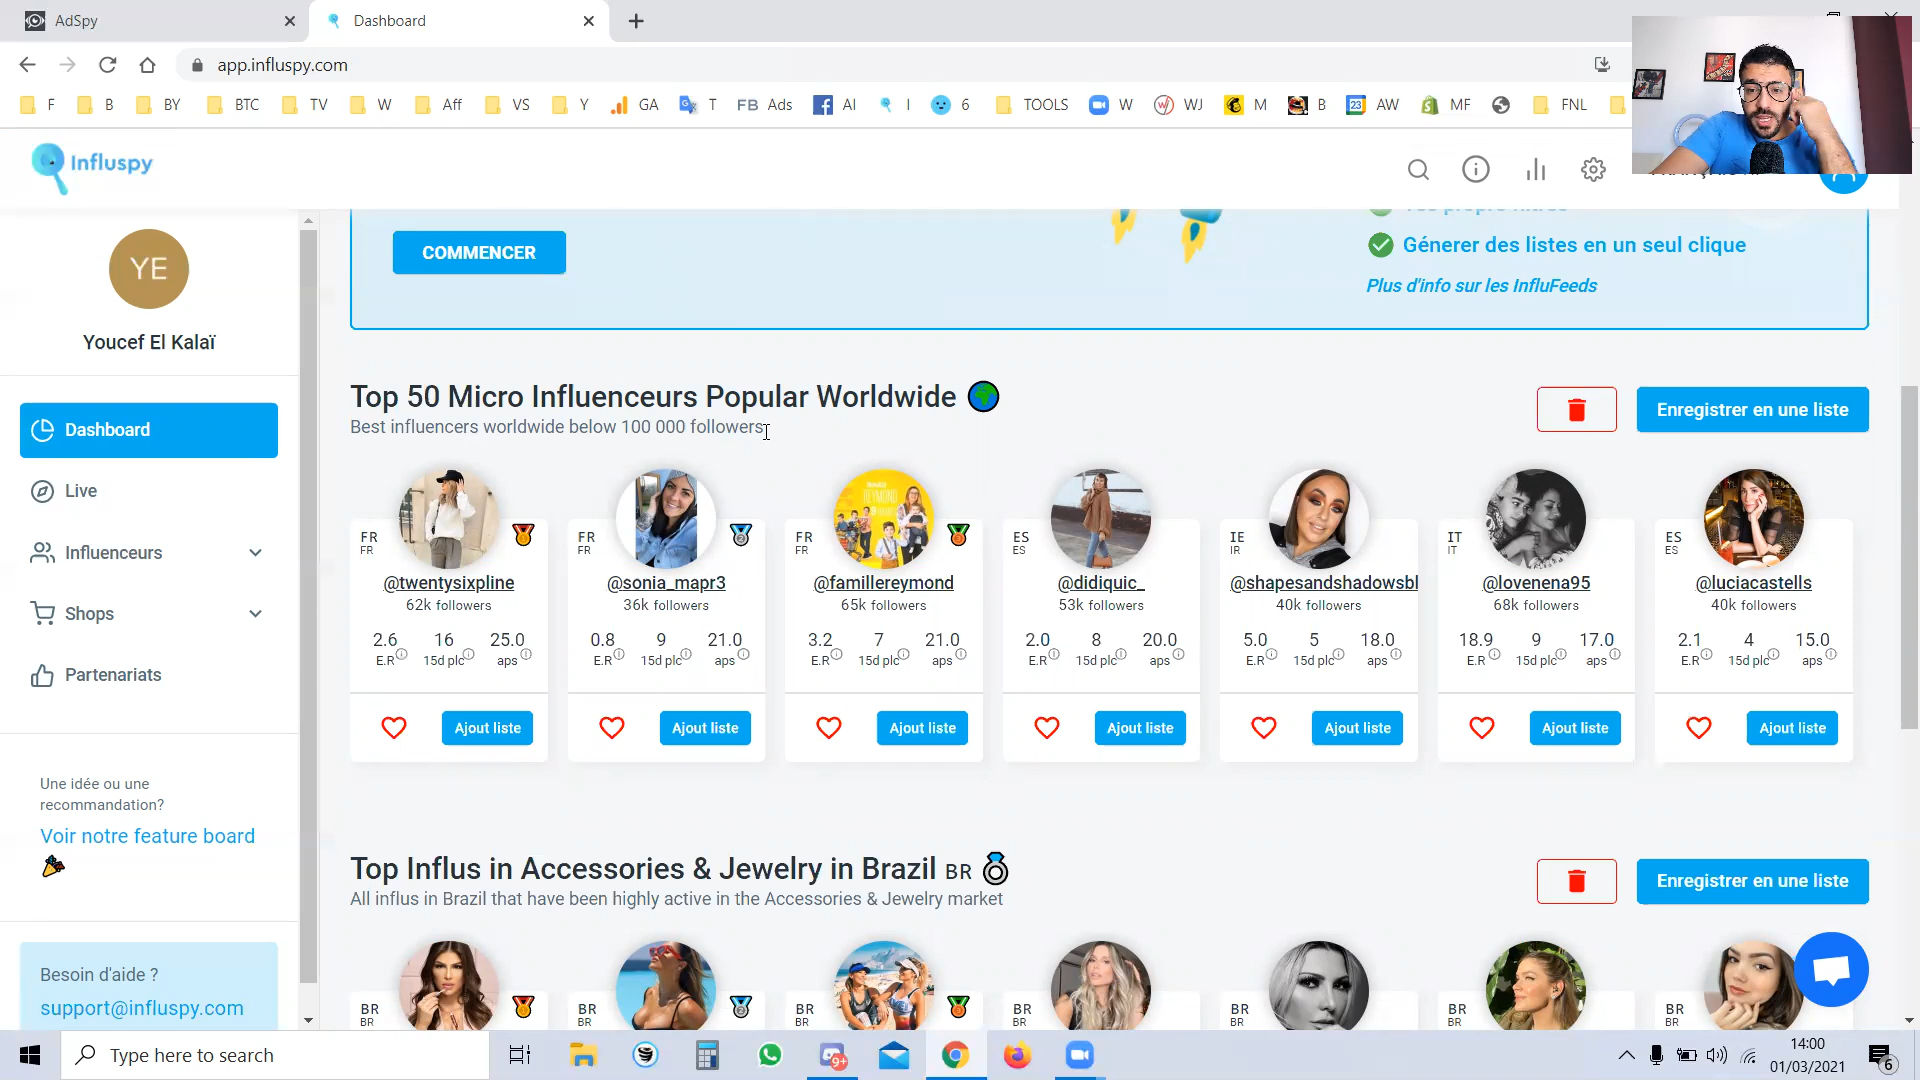 AdSpy
Dashboard
app.influspy.com
F B BY BTC TV W Aff VS Y GA T FB Ads AI I 6 TOOLS W WJ M B 23 AW MF FNL
Influspy
YE
Youcef El Kalaï
Dashboard
Live
Influenceurs
Shops
Partenariats
Une idée ou une
recommandation?
Voir notre feature board
Besoin d'aide ?
support@influspy.com
COMMENCER
Génerer des listes en un seul clique
Plus d'info sur les InfluFeeds
Top 50 Micro Influenceurs Popular Worldwide
Best influencers worldwide below 100 000 followers
Enregistrer en une liste
FR FR FR ES IE IT ES
FR FR FR ES IR IT ES
@twentysixpline @sonia_mapr3 @famillereymond @didiquic_ @shapesandshadowsbl @lovenena95 @luciacastells
62k followers 36k followers 65k followers 53k followers 40k followers 68k followers 40k followers
2.6 16 25.0 0.8 9 21.0 3.2 7 21.0 2.0 8 20.0 5.0 5 18.0 18.9 9 17.0 2.1 4 15.0
E.R 15d plc aps E.R 15d plc aps E.R 15d plc aps E.R 15d plc aps E.R 15d plc aps E.R 15d plc aps E.R 15d plc aps
Ajout liste Ajout liste Ajout liste Ajout liste Ajout liste Ajout liste Ajout liste
Top Influs in Accessories & Jewelry in Brazil BR
All influs in Brazil that have been highly active in the Accessories & Jewelry market
Enregistrer en une liste
BR BR BR BR BR BR BR
BR BR BR BR BR BR BR
Type here to search
9+
14:00
01/03/2021
6